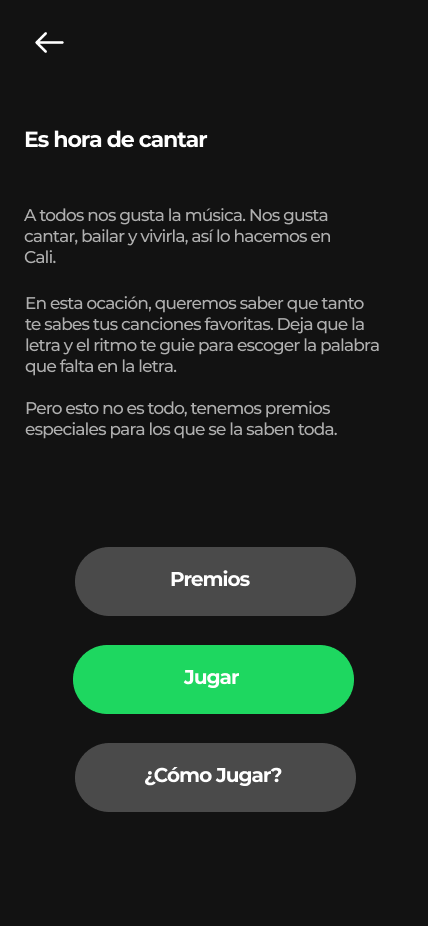 Es hora de cantar
A todos nos gusta la música. Nos gusta
cantar, bailar y vivirla, así lo hacemos en
Cali.
En esta ocación, queremos saber que tanto
te sabes tus canciones favoritas. Deja que la
letra y el ritmo te guie para escoger la palabra
que falta en la letra.
Pero esto no es todo, tenemos premios
especiales para los que se la saben toda.
Premios
Jugar
¿Cómo Jugar?